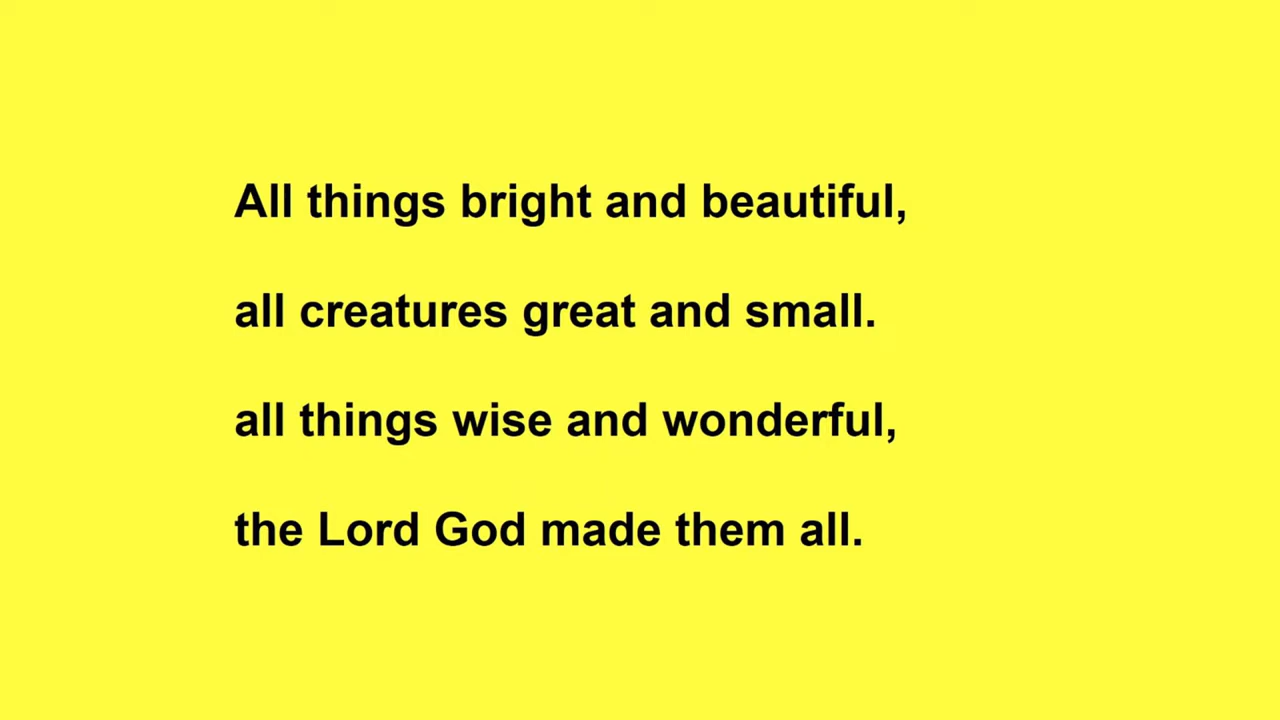 All things bright and beautiful,
all creatures great and small.
all things wise and wonderful,
the Lord God made them all.